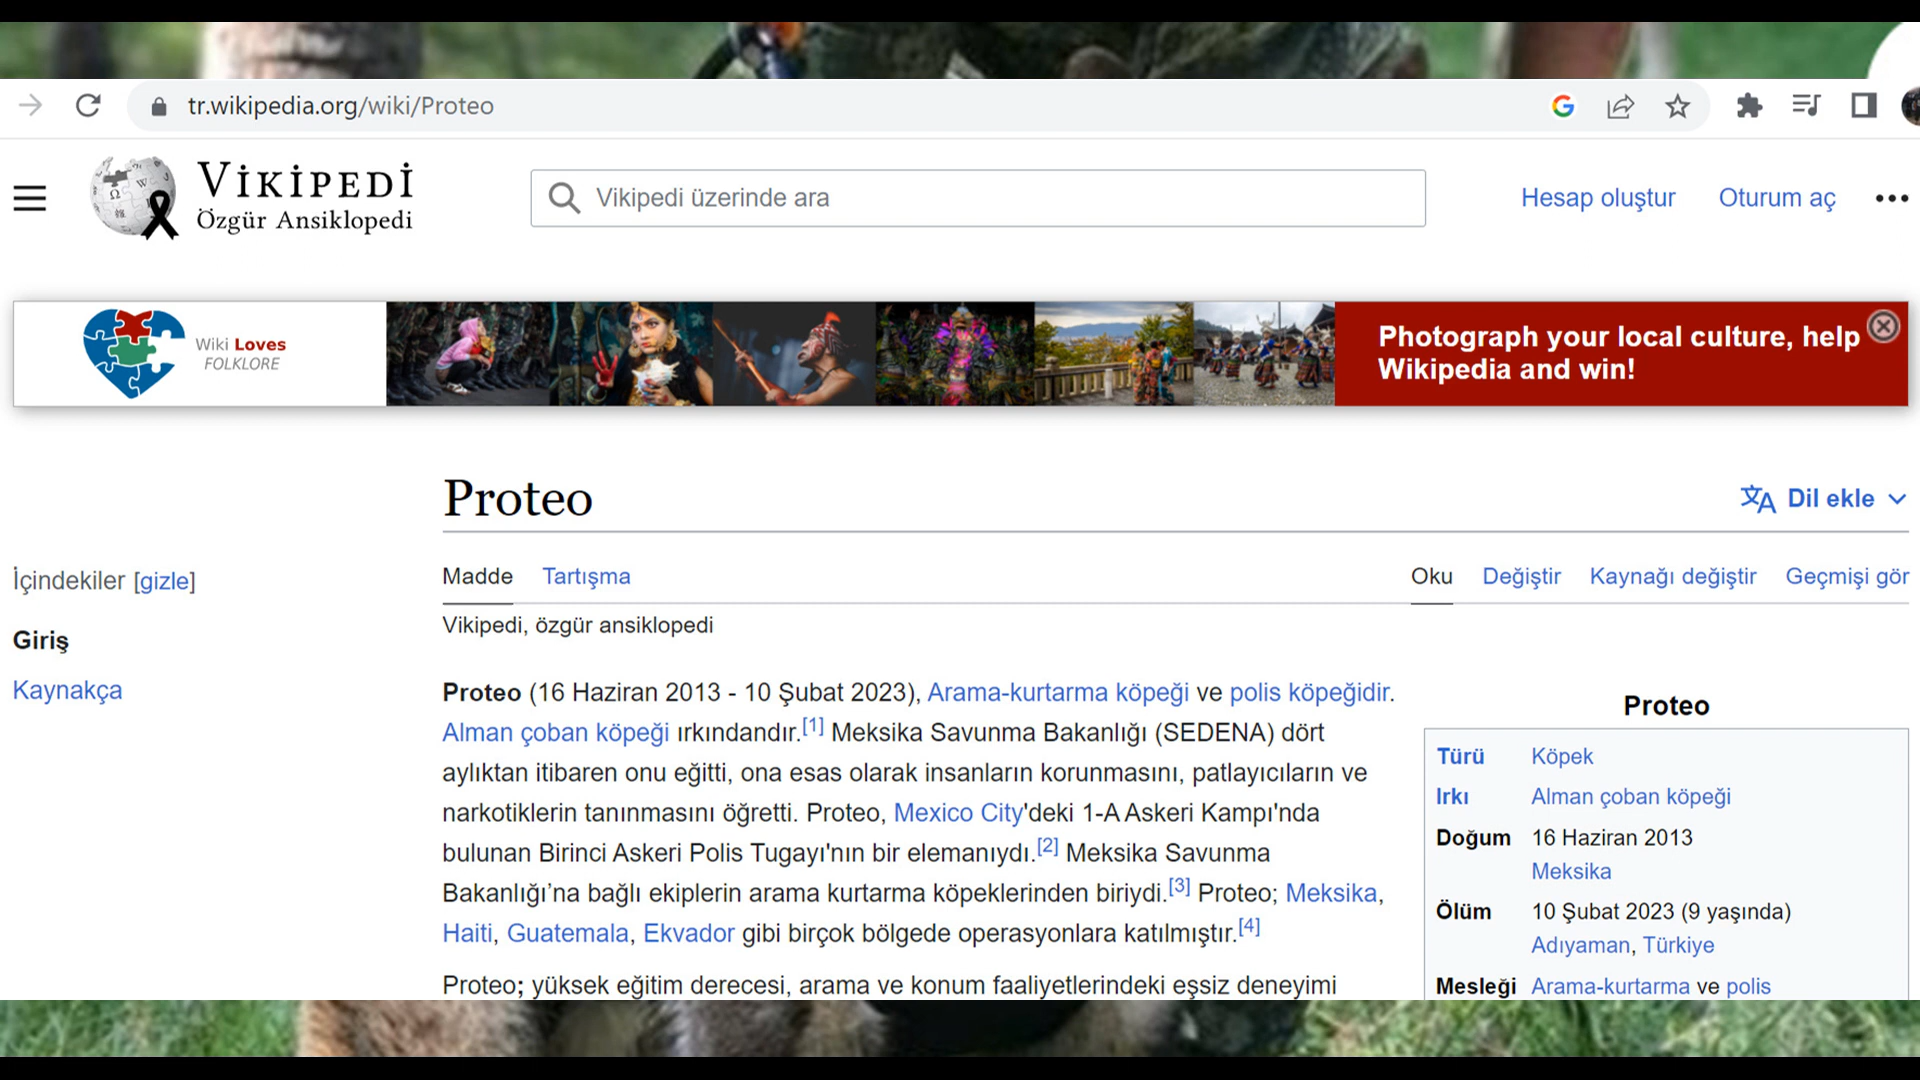 tr.wikipedia.org/wiki/Proteo
VİKİPEDİ
Özgür Ansiklopedi
Vikipedi üzerinde ara
Hesap oluştur
Oturum aç
Wiki Loves
FOLKLORE
Photograph your local culture, help
Wikipedia and win!
Proteo
Dil ekle
İçindekiler [gizle]
Giriş
Kaynakça
Madde Tartışma
Oku Değiştir Kaynağı değiştir Geçmişi gör
Vikipedi, özgür ansiklopedi
Proteo (16 Haziran 2013 - 10 Şubat 2023), Arama-kurtarma köpeği ve polis köpeğidir.
Alman çoban köpeği ırkındandır.[1] Meksika Savunma Bakanlığı (SEDENA) dört
aylıktan itibaren onu eğitti, ona esas olarak insanların korunmasını, patlayıcıların ve
narkotiklerin tanınmasını öğretti. Proteo, Mexico City'deki 1-A Askeri Kampı'nda
bulunan Birinci Askeri Polis Tugayı'nın bir elemanıydı.[2] Meksika Savunma
Bakanlığı’na bağlı ekiplerin arama kurtarma köpeklerinden biriydi.[3] Proteo; Meksika,
Haiti, Guatemala, Ekvador gibi birçok bölgede operasyonlara katılmıştır.[4]
Proteo; yüksek eğitim derecesi, arama ve konum faaliyetlerindeki eşsiz deneyimi
Proteo
Türü Köpek
Irkı Alman çoban köpeği
Doğum 16 Haziran 2013
Meksika
Ölüm 10 Şubat 2023 (9 yaşında)
Adıyaman, Türkiye
Mesleği Arama-kurtarma ve polis